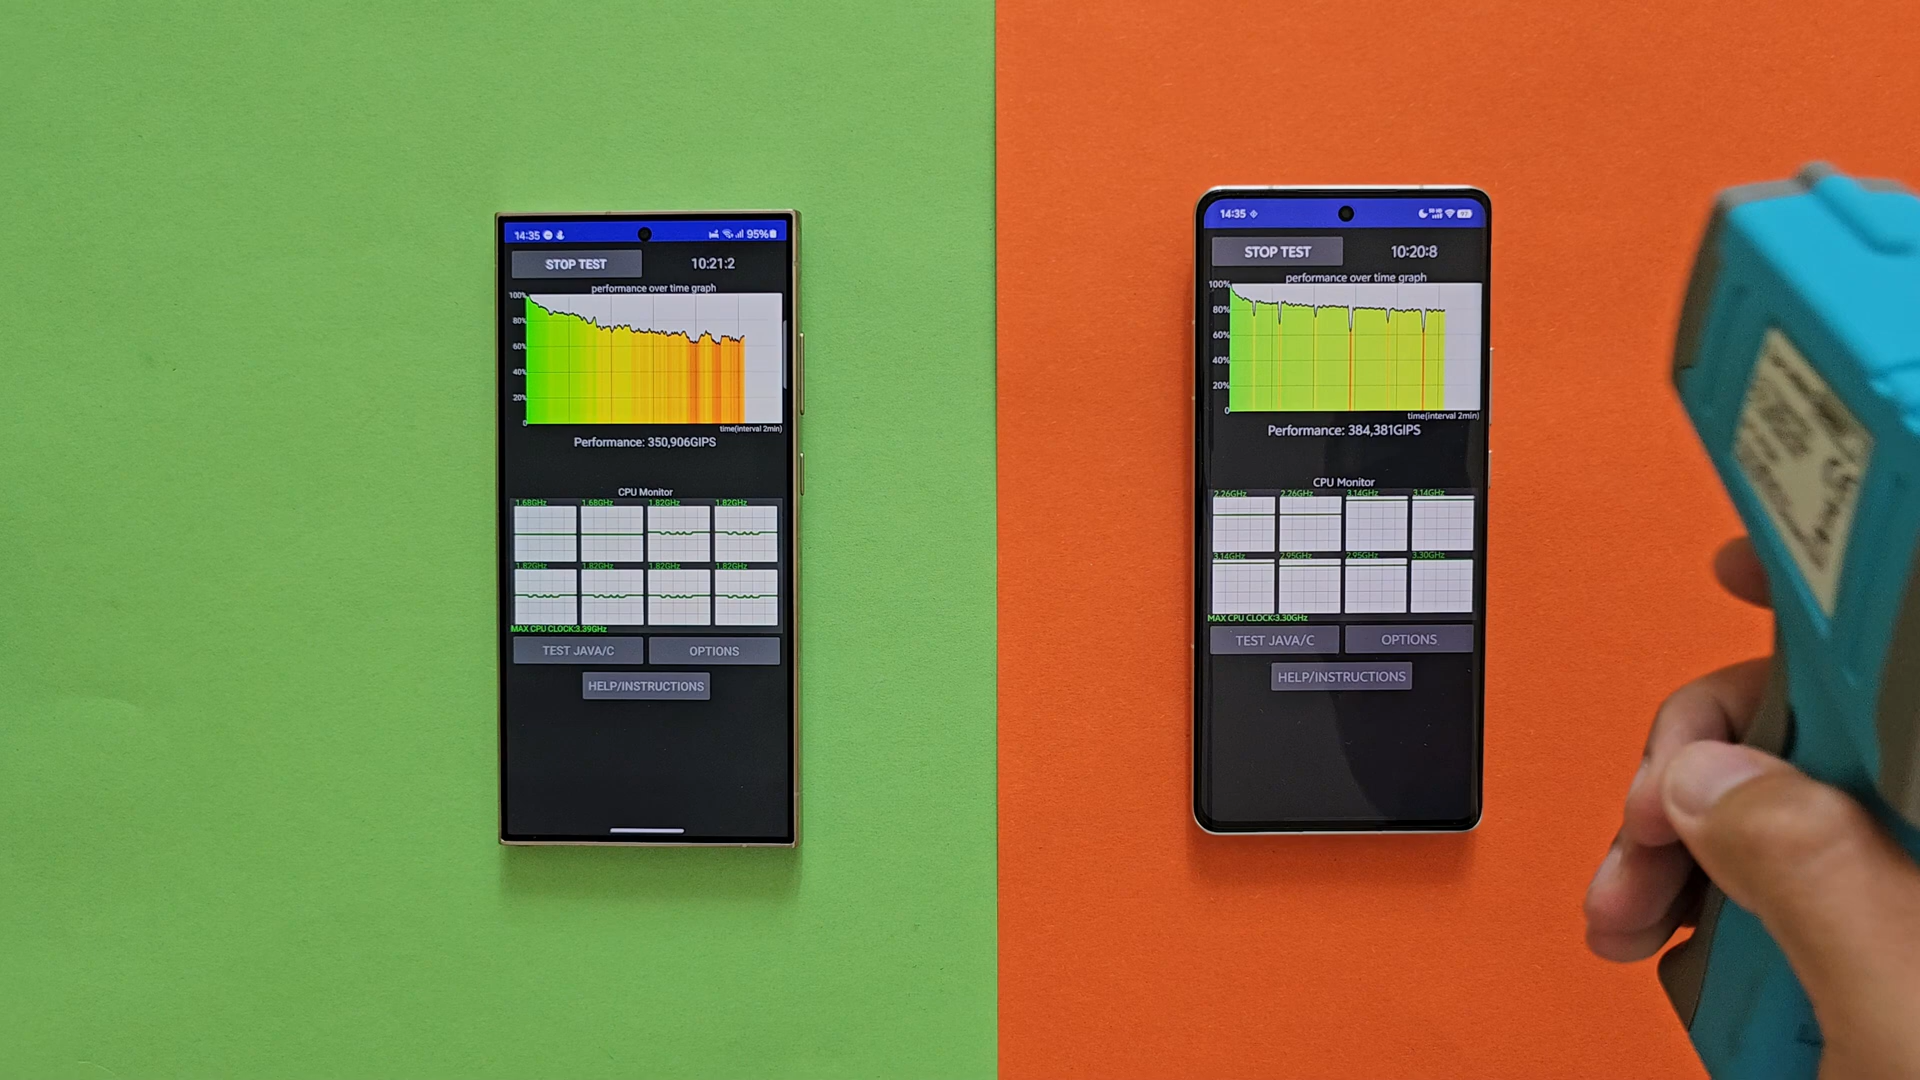 14:35 95%
STOP TEST 10:21:2
performance over time graph
100%
80%
60%
40%
20%
0
time(interval 2min)
Performance: 350,906GIPS
CPU Monitor
1.68GHz 1.68GHz 1.82GHz 1.82GHz
1.82GHz 1.82GHz 1.82GHz 1.82GHz
MAX CPU CLOCK:3.39GHz
TEST JAVA/C OPTIONS
HELP/INSTRUCTIONS
14:35
STOP TEST 10:20:8
performance over time graph
100%
80%
60%
40%
20%
0
time(interval 2min)
Performance: 384,381GIPS
CPU Monitor
2.26GHz 2.26GHz 3.14GHz 3.14GHz
3.14GHz 2.95GHz 2.95GHz 3.30GHz
MAX CPU CLOCK:3.30GHz
TEST JAVA/C OPTIONS
HELP/INSTRUCTIONS